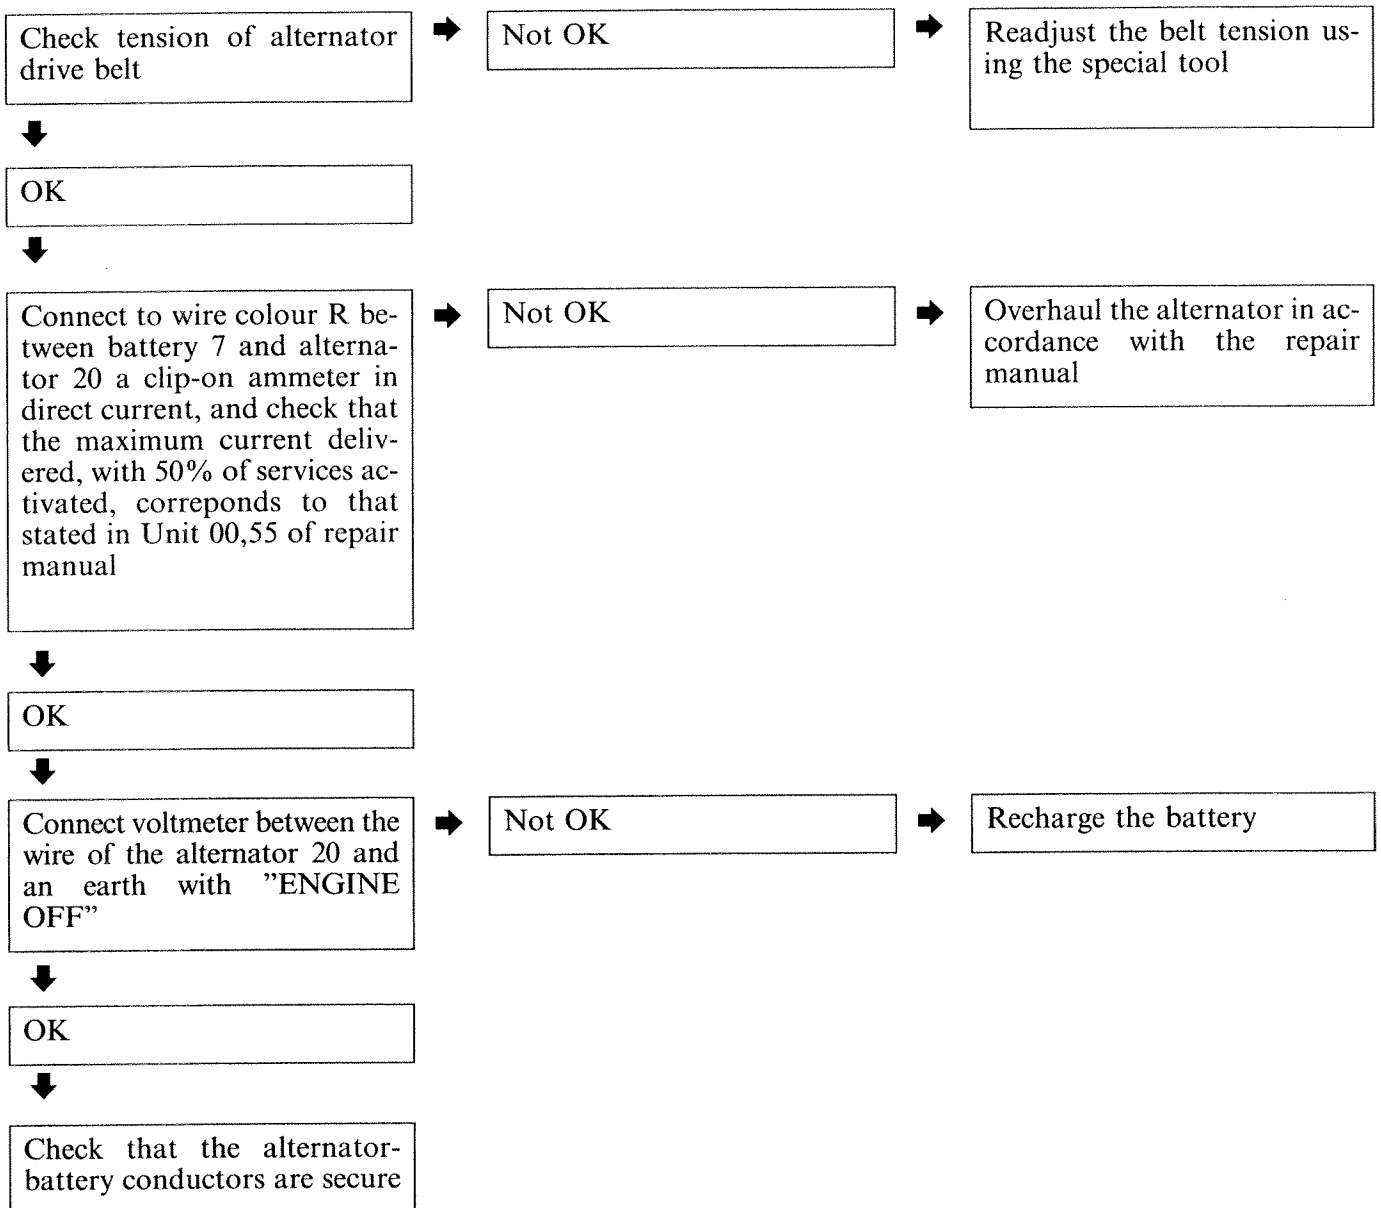 Check tension of alternator
drive belt
Not OK
Readjust the belt tension us-
ing the special tool
OK
Connect to wire colour R be-
tween battery 7 and alterna-
tor 20 a clip-on ammeter in
direct current, and check that
the maximum current deliv-
ered, with 50% of services ac-
tivated, correponds to that
stated in Unit 00,55 of repair
manual
Not OK
Overhaul the alternator in ac-
cordance with the repair
manual
OK
Connect voltmeter between the
wire of the alternator 20 and
an earth with ”ENGINE
OFF”
Not OK
Recharge the battery
OK
Check that the alternator-
battery conductors are secure